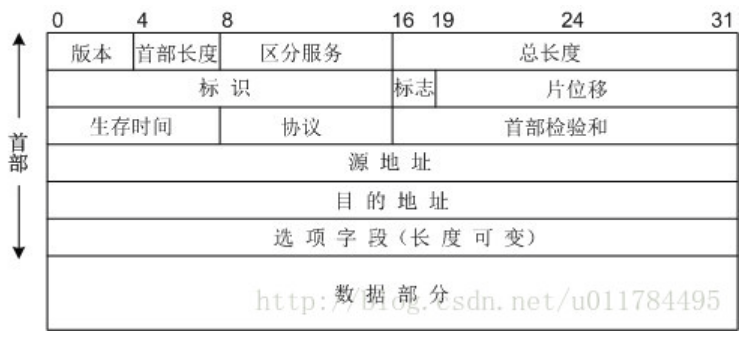 0 4 8 16 19 24 31
版本 首部长度 区分服务 总长度
标 识 标志 片位移
生存时间 协议 首部检验和
首部
源 地 址
目 的 地 址
选 项 字 段 (长 度 可 变)
数 据 部 分
http://blog.csdn.net/u011784495